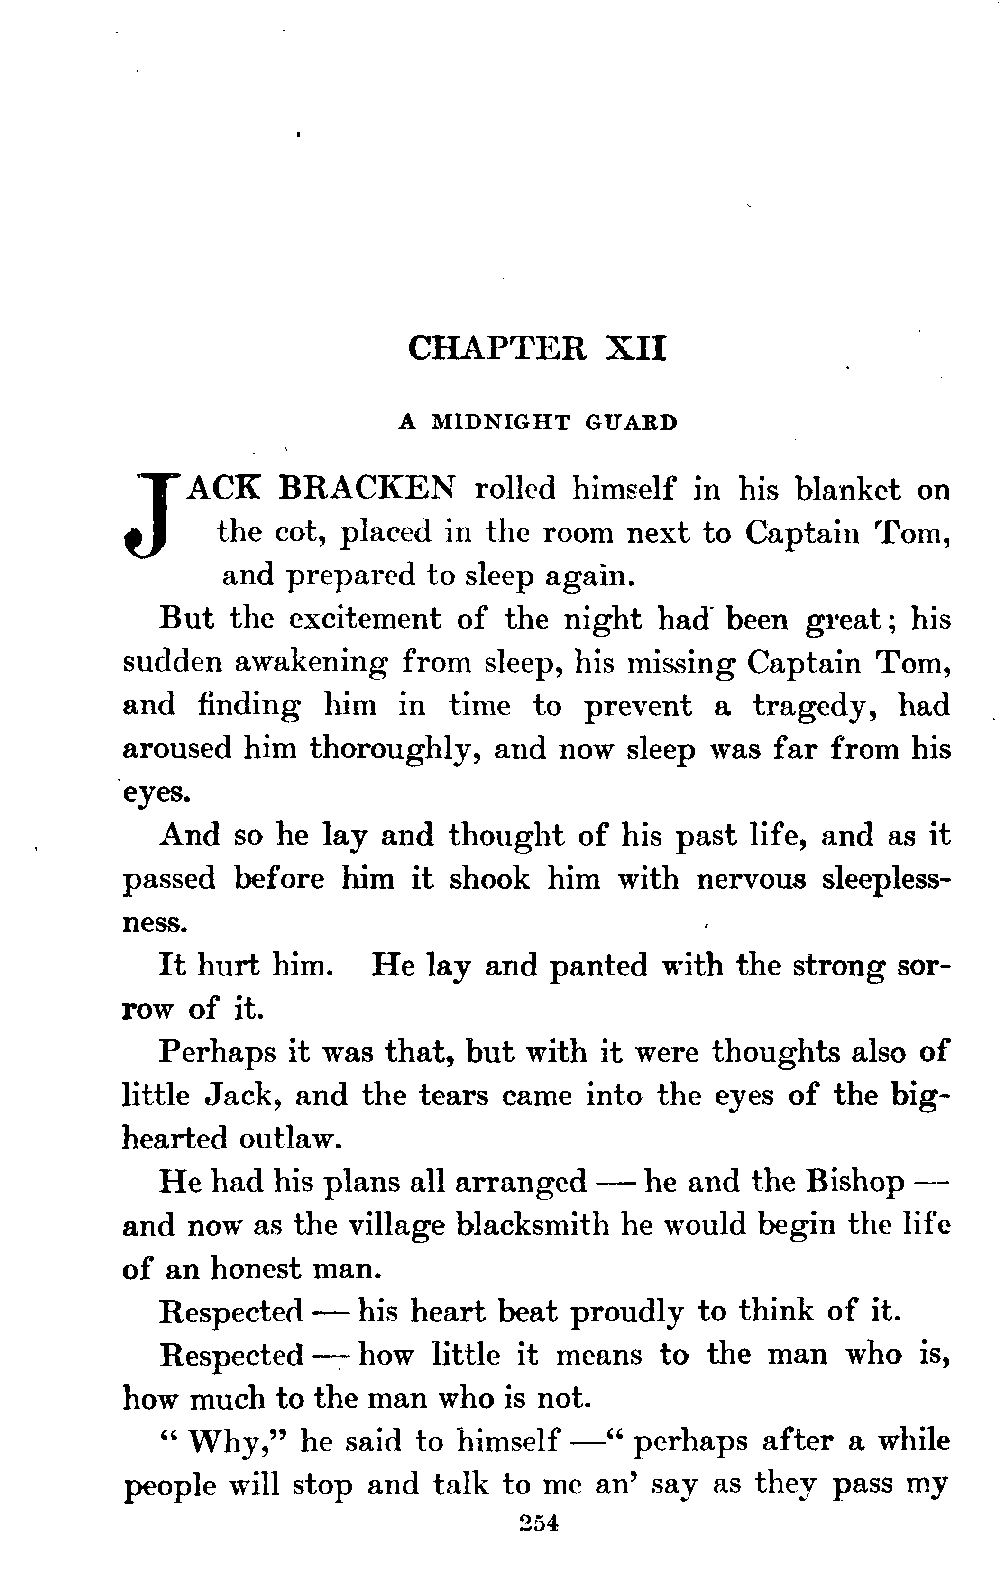 CHAPTER XII
A MIDNIGHT GUARD
JACK BRACKEN rolled himself in his blanket on
the cot, placed in the room next to Captain Tom,
and prepared to sleep again.
But the excitement of the night had been great; his
sudden awakening from sleep, his missing Captain Tom,
and finding him in time to prevent a tragedy, had
aroused him thoroughly, and now sleep was far from his
eyes.
And so he lay and thought of his past life, and as it
passed before him it shook him with nervous sleepless-
ness.
It hurt him. He lay and panted with the strong sor-
row of it.
Perhaps it was that, but with it were thoughts also of
little Jack, and the tears came into the eyes of the big-
hearted outlaw.
He had his plans all arranged — he and the Bishop —
and now as the village blacksmith he would begin the life
of an honest man.
Respected — his heart beat proudly to think of it.
Respected — how little it means to the man who is,
how much to the man who is not.
“ Why,” he said to himself —“ perhaps after a while
people will stop and talk to me an’ say as they pass my
254